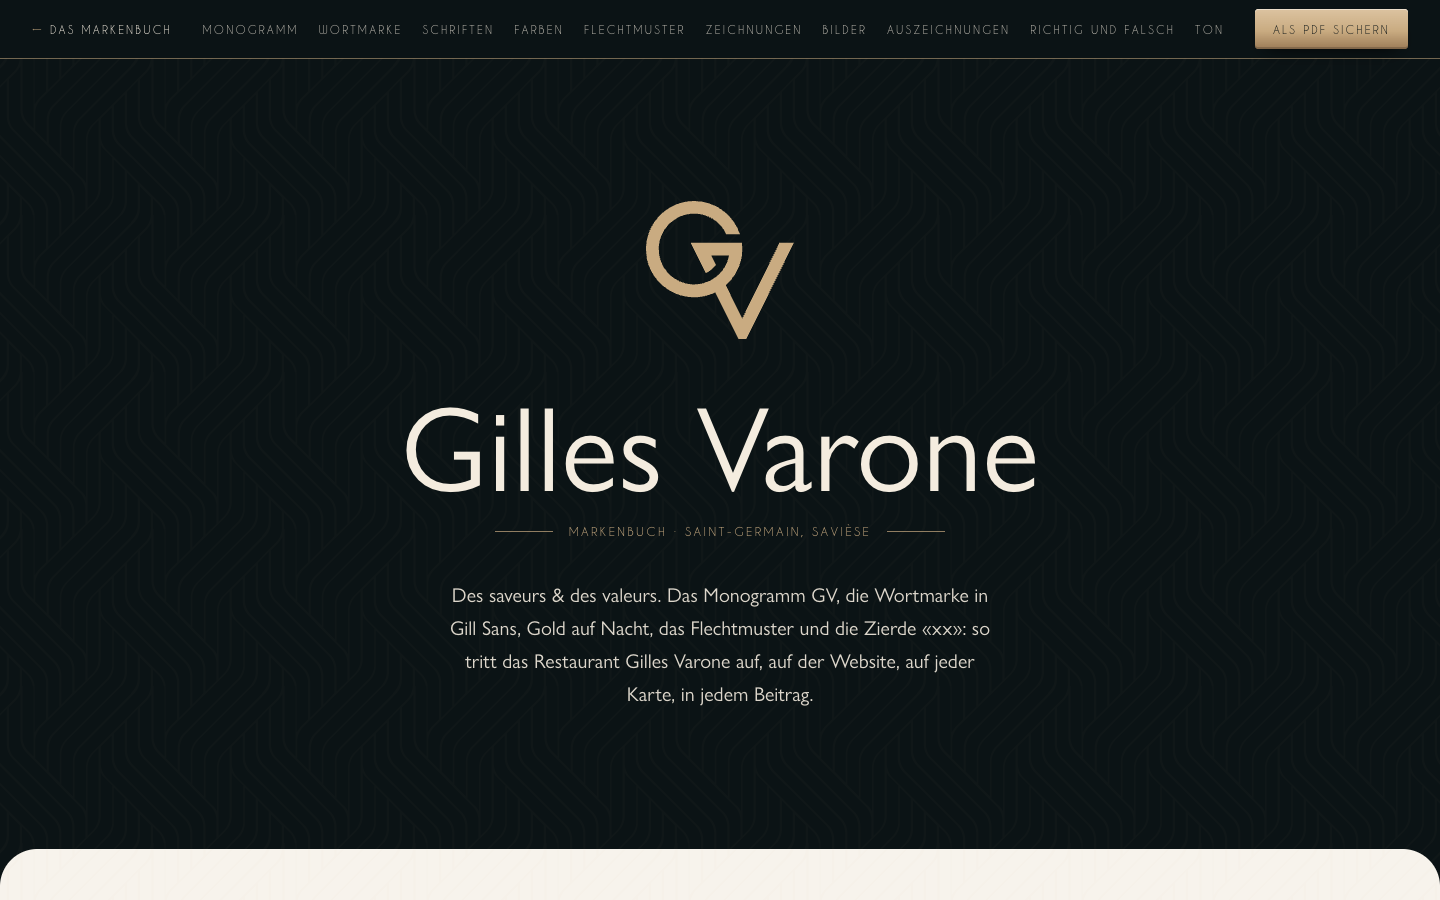 ← DAS MARKENBUCH MONOGRAMM WORTMARKE SCHRIFTEN FARBEN FLECHTMUSTER ZEICHNUNGEN BILDER AUSZEICHNUNGEN RICHTIG UND FALSCH TON ALS PDF SICHERN
GV
Gilles Varone
MARKENBUCH · SAINT-GERMAIN, SAVIÈSE
Des saveurs & des valeurs. Das Monogramm GV, die Wortmarke in
Gill Sans, Gold auf Nacht, das Flechtmuster und die Zierde «xx»: so
tritt das Restaurant Gilles Varone auf, auf der Website, auf jeder
Karte, in jedem Beitrag.